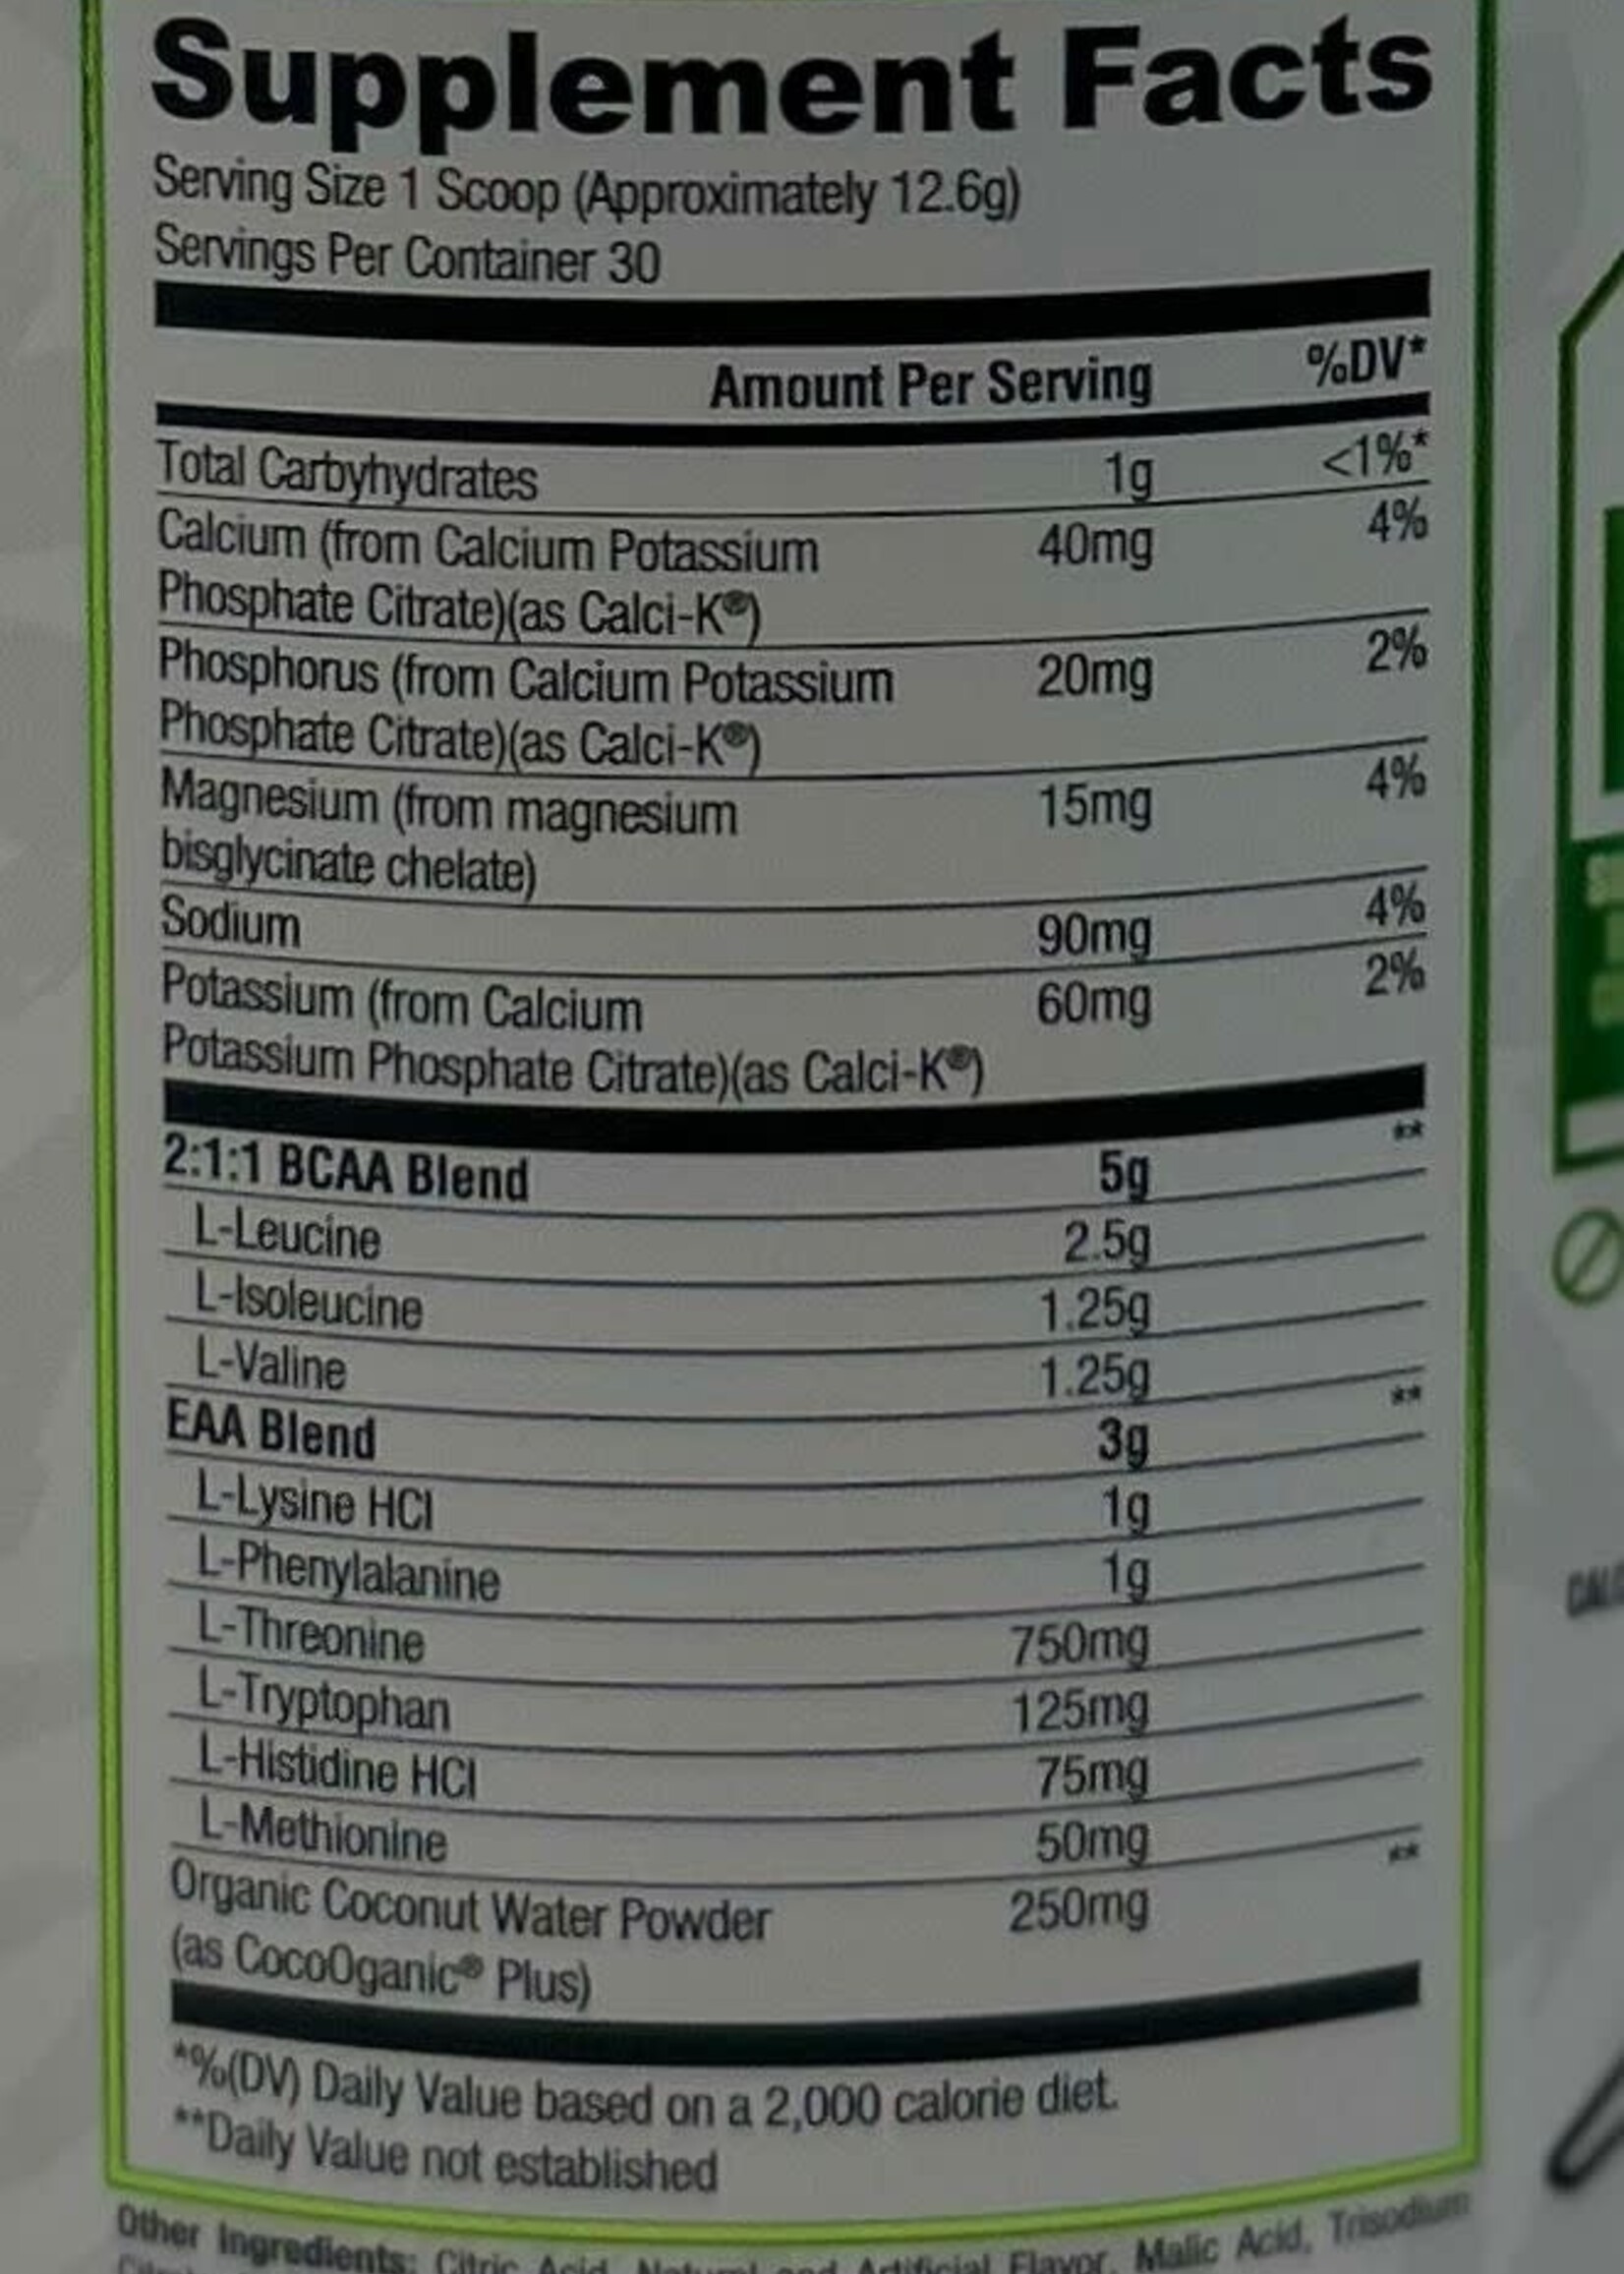 Supplement Facts
Serving Size 1 Scoop (Approximately 12.6g)
Servings Per Container 30
Amount Per Serving %DV*
Total Carbyhydrates 1g <1%*
Calcium (from Calcium Potassium 40mg 4%
Phosphate Citrate)(as Calci-K®)
Phosphorus (from Calcium Potassium 20mg 2%
Phosphate Citrate)(as Calci-K®)
Magnesium (from magnesium 15mg 4%
bisglycinate chelate)
Sodium 90mg 4%
Potassium (from Calcium 60mg 2%
Potassium Phosphate Citrate)(as Calci-K®)
2:1:1 BCAA Blend 5g **
L-Leucine 2.5g
L-Isoleucine 1.25g
L-Valine 1.25g
EAA Blend 3g **
L-Lysine HCl 1g
L-Phenylalanine 1g
L-Threonine 750mg
L-Tryptophan 125mg
L-Histidine HCl 75mg
L-Methionine 50mg
Organic Coconut Water Powder 250mg **
(as CocoOganic® Plus)
*%(DV) Daily Value based on a 2,000 calorie diet.
**Daily Value not established
Other Ingredients: Citric Acid, Natural and Artificial Flavor, Malic Acid, Trisodium